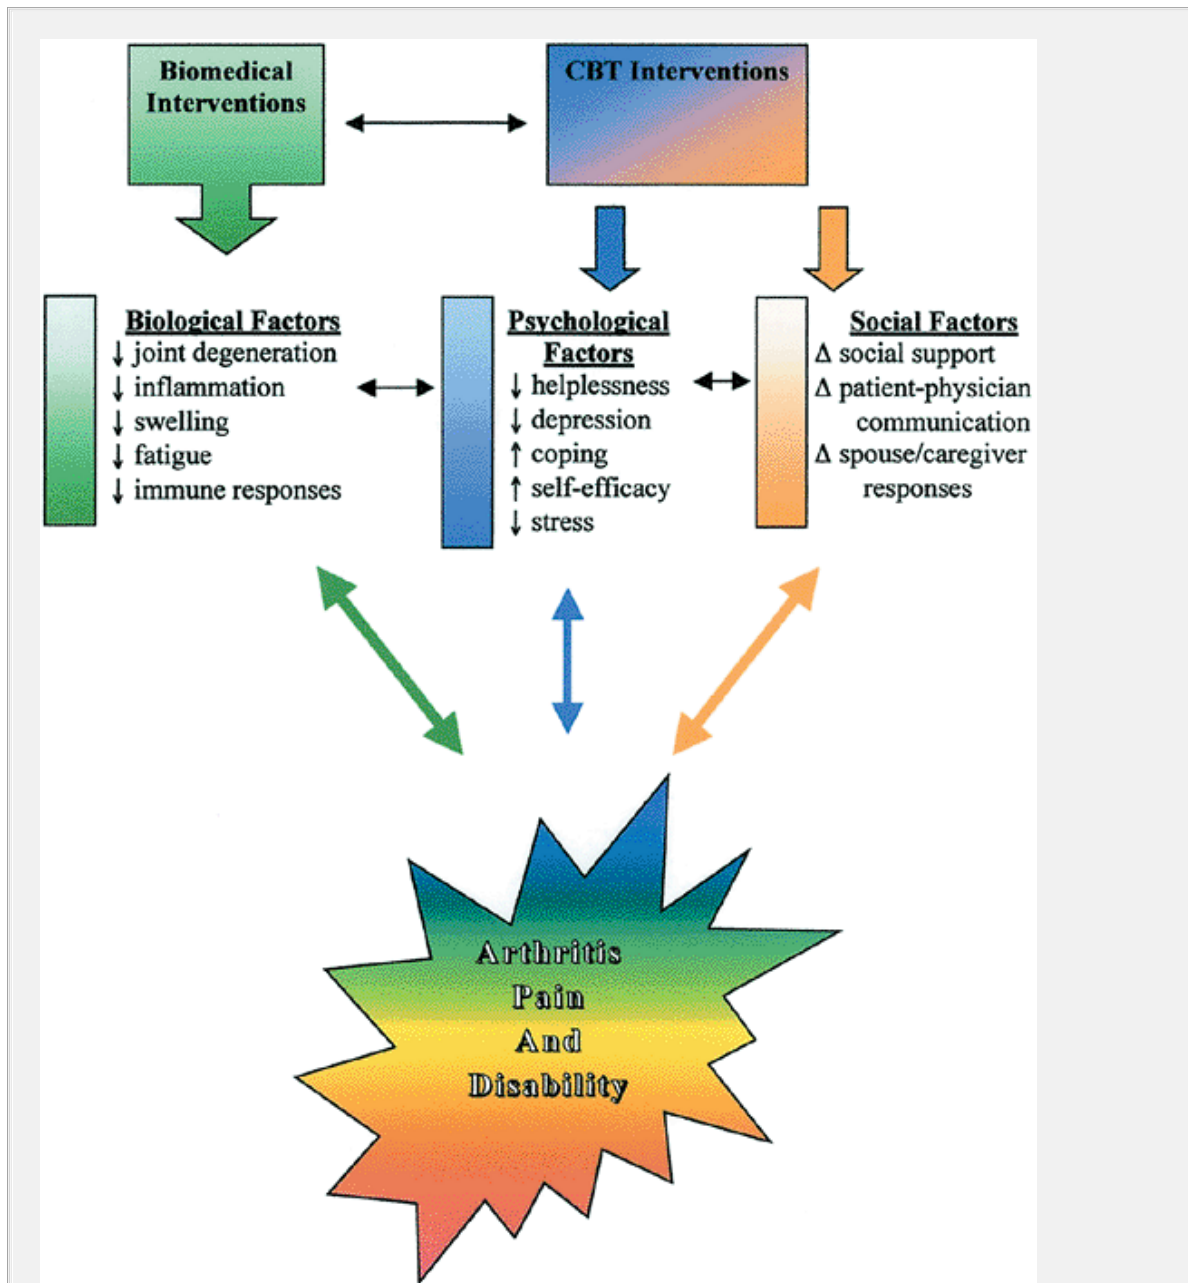 Biomedical
Interventions
CBT Interventions
Biological Factors
↓ joint degeneration
↓ inflammation
↓ swelling
↓ fatigue
↓ immune responses
Psychological
Factors
↓ helplessness
↓ depression
↑ coping
↑ self-efficacy
↓ stress
Social Factors
Δ social support
Δ patient-physician
communication
Δ spouse/caregiver
responses
Arthritis
Pain
And
Disability